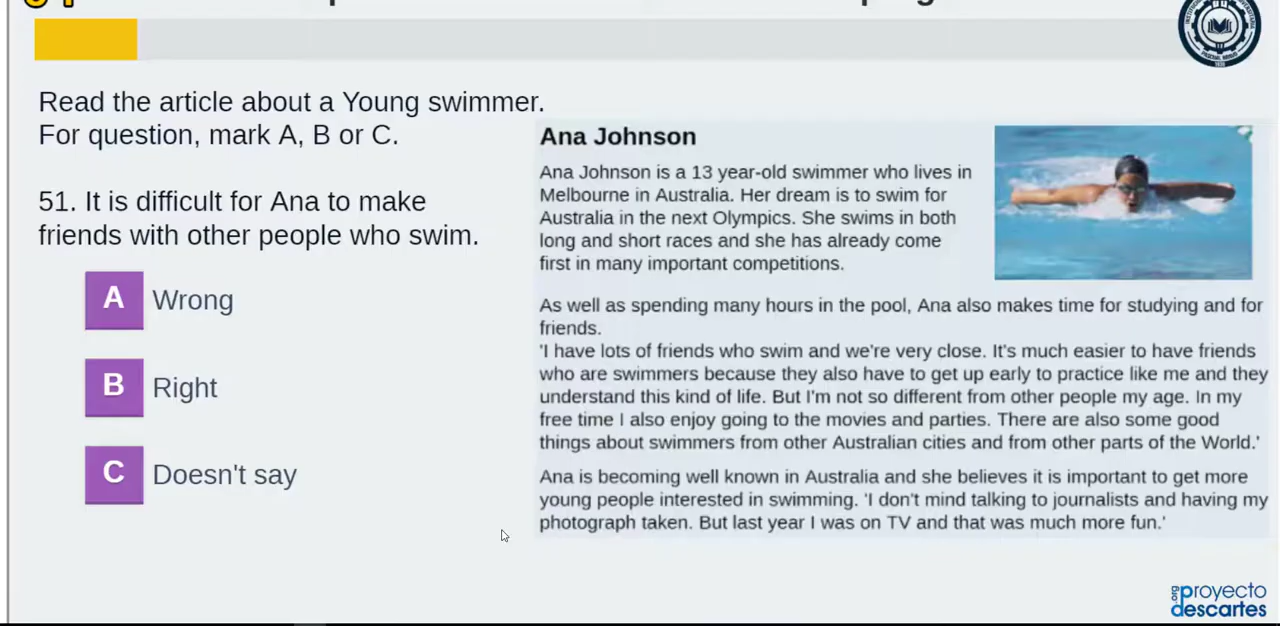 Read the article about a Young swimmer.
For question, mark A, B or C.
51. It is difficult for Ana to make
friends with other people who swim.
A Wrong
B Right
C Doesn't say
Ana Johnson
Ana Johnson is a 13 year-old swimmer who lives in
Melbourne in Australia. Her dream is to swim for
Australia in the next Olympics. She swims in both
long and short races and she has already come
first in many important competitions.
As well as spending many hours in the pool, Ana also makes time for studying and for
friends.
'I have lots of friends who swim and we're very close. It's much easier to have friends
who are swimmers because they also have to get up early to practice like me and they
understand this kind of life. But I'm not so different from other people my age. In my
free time I also enjoy going to the movies and parties. There are also some good
things about swimmers from other Australian cities and from other parts of the World.'
Ana is becoming well known in Australia and she believes it is important to get more
young people interested in swimming. 'I don't mind talking to journalists and having my
photograph taken. But last year I was on TV and that was much more fun.'
proyecto
descartes
.org